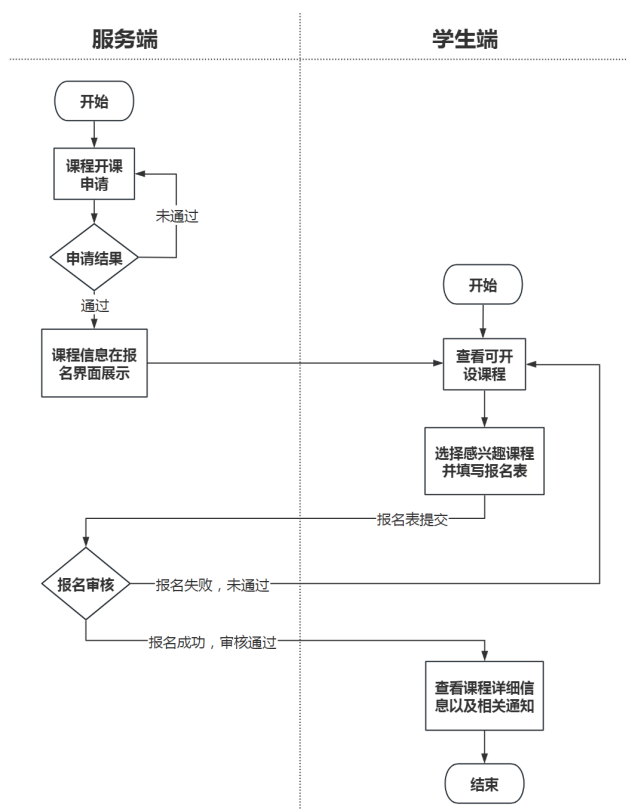 服务端
学生端
开始
课程开课
申请
未通过
申请结果
通过
开始
课程信息在报
名界面展示
查看可开
设课程
选择感兴趣课程
并填写报名表
报名表提交
报名审核
报名失败，未通过
报名成功，审核通过
查看课程详细信
息以及相关通知
结束